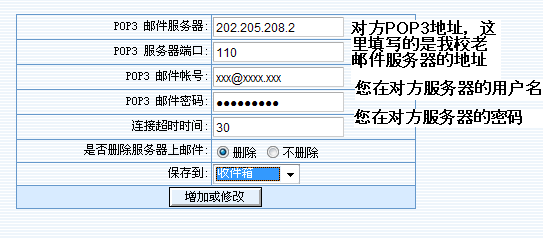 POP3 邮件服务器: 202.205.208.2
对方POP3地址，这
里填写的是我校老
邮件服务器的地址
POP3 服务器端口: 110
POP3 邮件帐号: xxx@xxxx.xxx
您在对方服务器的用户名
POP3 邮件密码: ●●●●●●●●●
您在对方服务器的密码
连接超时时间: 30
是否删除服务器上邮件: 删除 不删除
保存到: 收件箱
增加或修改